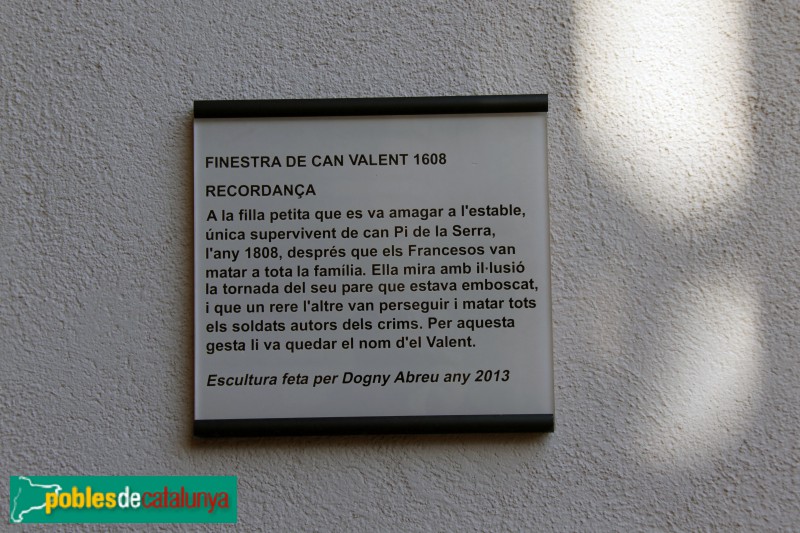 FINESTRA DE CAN VALENT 1608
RECORDANÇA
A la filla petita que es va amagar a l'estable,
única supervivent de can Pi de la Serra,
l'any 1808, després que els Francesos van
matar a tota la família. Ella mira amb il·lusió
la tornada del seu pare que estava emboscat,
i que un rere l'altre van perseguir i matar tots
els soldats autors dels crims. Per aquesta
gesta li va quedar el nom d'el Valent.
Escultura feta per Dogny Abreu any 2013
poblesdecatalunya